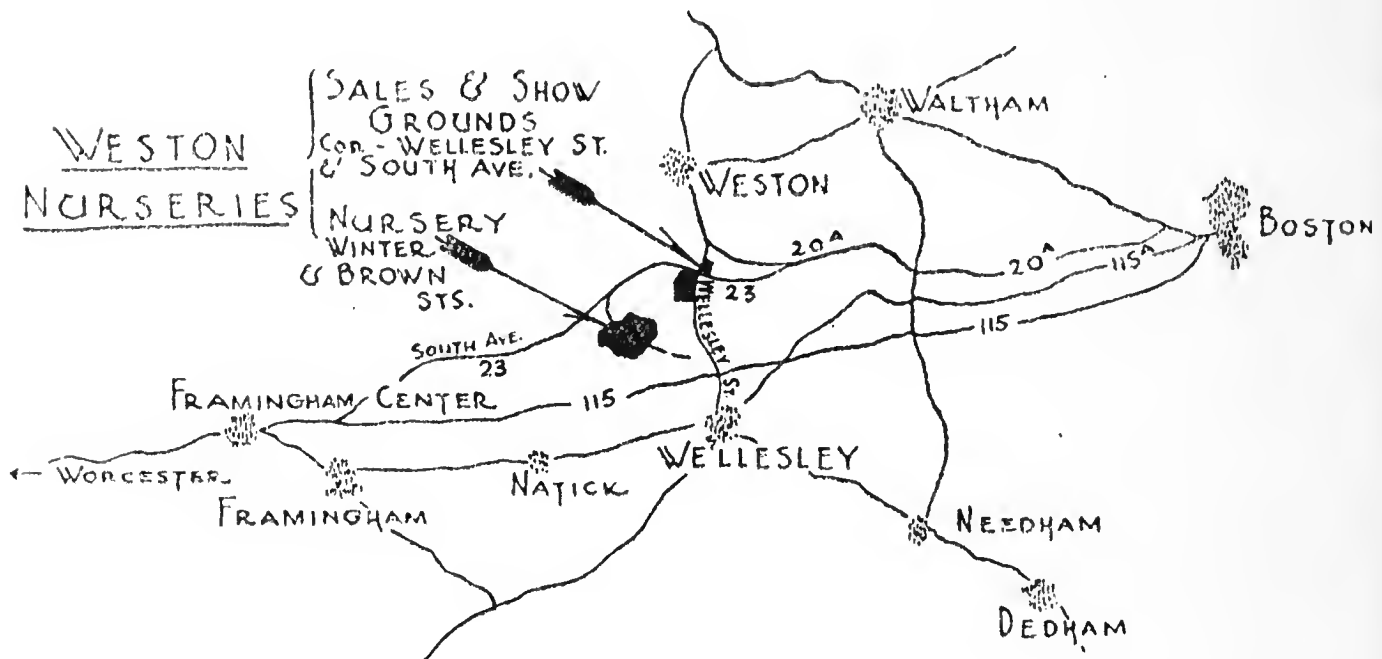 WESTON
NURSERIES
SALES & SHOW
GROUNDS
COR. - WELLESLEY ST.
& SOUTH AVE.
NURSERY
WINTER
& BROWN
STS.
WALTHAM
WESTON
BOSTON
20A
20A
115A
23
WELLESLEY ST.
115
SOUTH AVE.
23
FRAMINGHAM CENTER
115
← WORCESTER
WELLESLEY
NATICK
FRAMINGHAM
NEEDHAM
DEDHAM